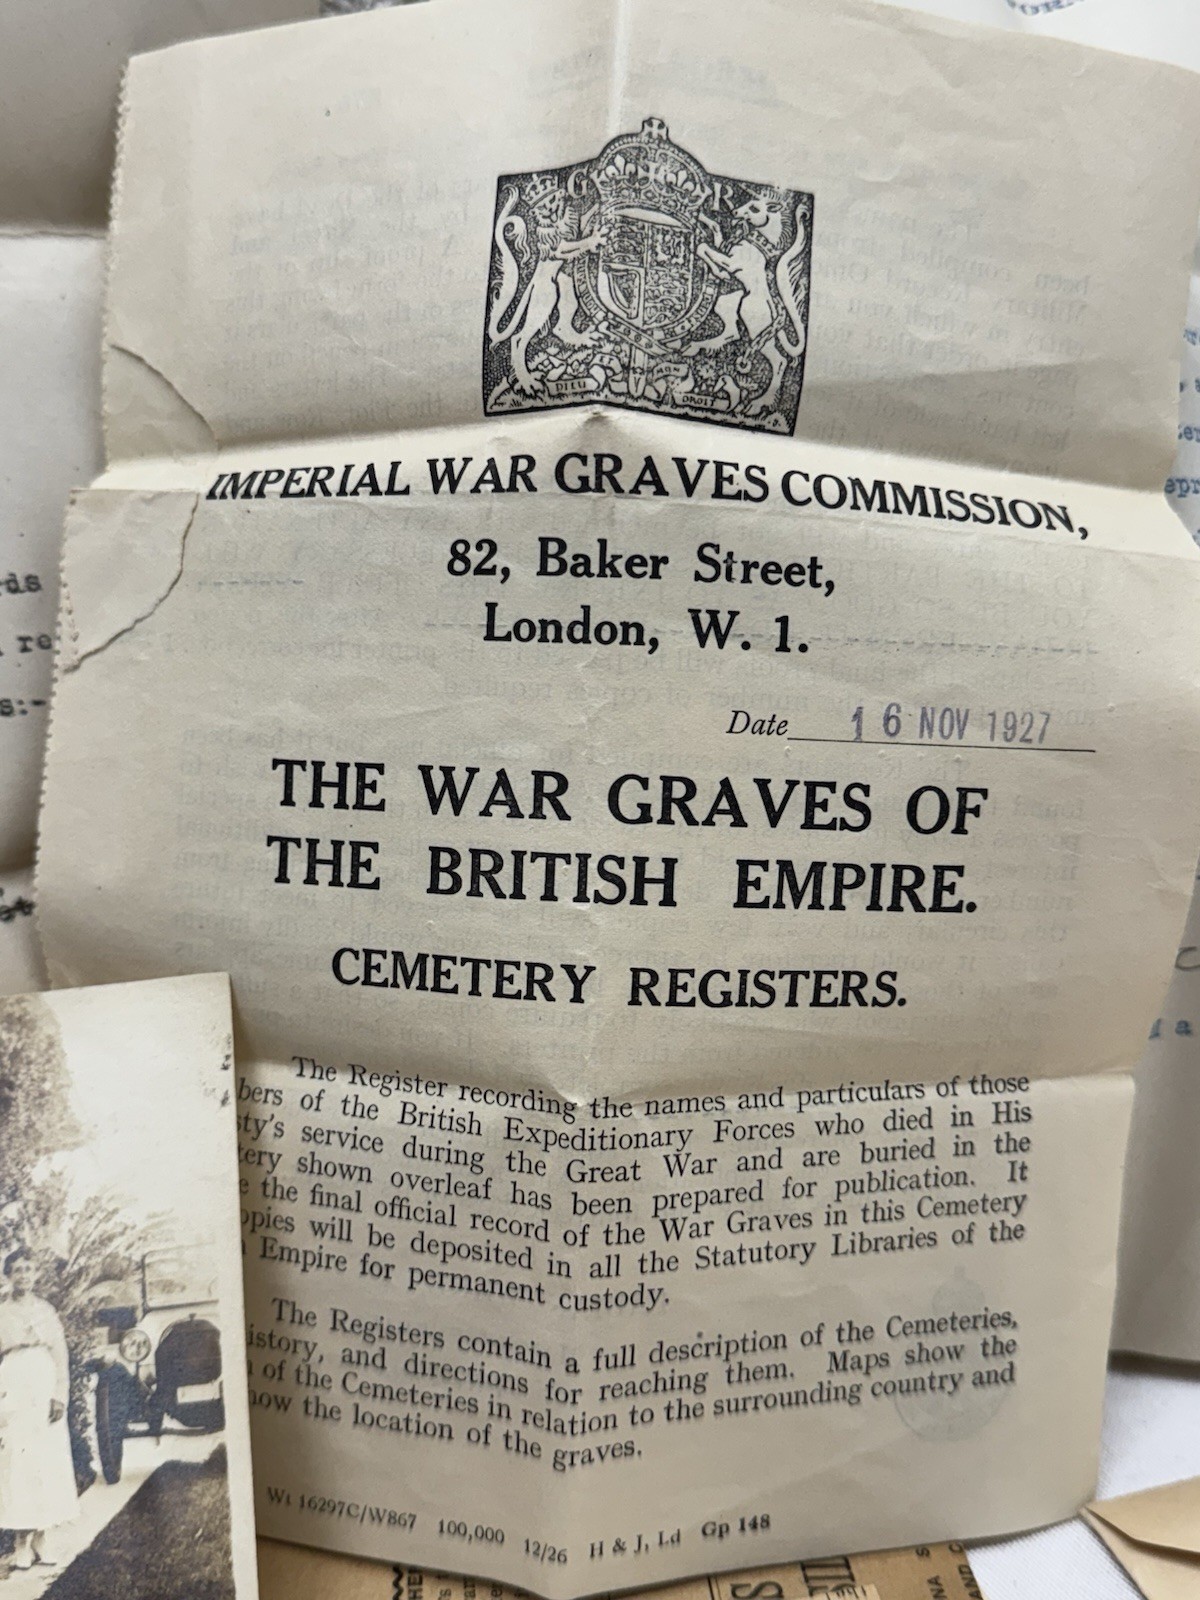 G R
DIEU MON DROIT
IMPERIAL WAR GRAVES COMMISSION,
82, Baker Street,
London, W. 1.
Date 16 NOV 1927
THE WAR GRAVES OF
THE BRITISH EMPIRE.
CEMETERY REGISTERS.
The Register recording the names and particulars of those
bers of the British Expeditionary Forces who died in His
sty's service during the Great War and are buried in the
tery shown overleaf has been prepared for publication. It
e the final official record of the War Graves in this Cemetery
opies will be deposited in all the Statutory Libraries of the
Empire for permanent custody.
The Registers contain a full description of the Cemeteries,
istory, and directions for reaching them. Maps show the
of the Cemeteries in relation to the surrounding country and
how the location of the graves.
Wt 16297C/W867 100,000 12/26 H & J, Ld Gp 148
rds
re
s:-